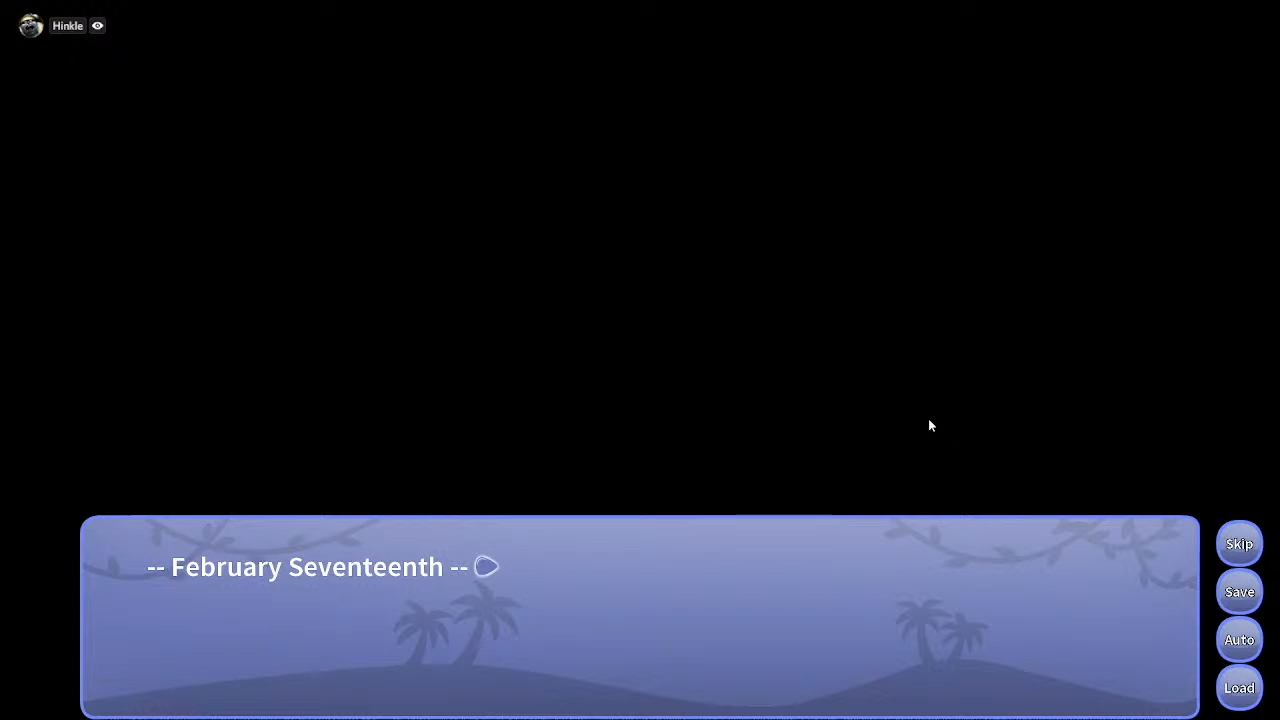 Hinkle
-- February Seventeenth --
Skip
Save
Auto
Load